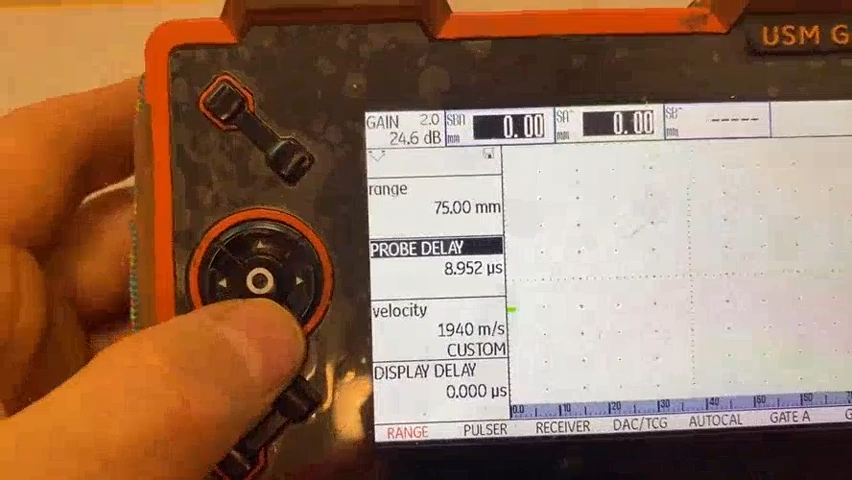 USM G
GAIN 2.0
24.6 dB
SBA
mm
0.00
SA^
mm
0.00
SB^
mm
-----
range
75.00 mm
PROBE DELAY
8.952 µs
velocity
1940 m/s
CUSTOM
DISPLAY DELAY
0.000 µs
0.0 10 20 30 40 50 60
RANGE PULSER RECEIVER DAC/TCG AUTOCAL GATE A